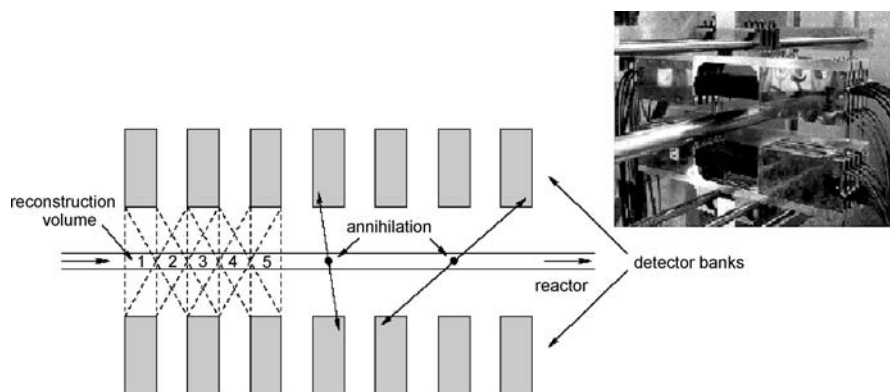 reconstruction
volume
1 2 3 4 5
annihilation
reactor
detector banks